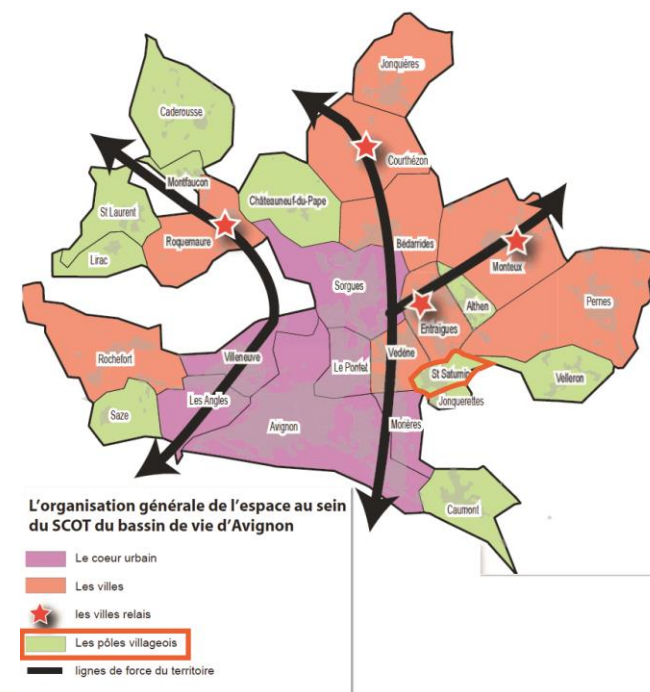 Jonquières
Caderousse
Courthézon
Montfaucon
Châteauneuf-du-Pape
St Laurent
Roquemaure
Bédarrides
Lirac
Monteux
Sorgues
Althen
Pernes
Entraigues
Villeneuve
Rochefort
Le Pontet
Vedène
St Saturnin
Velleron
Les Angles
Jonquerettes
Saze
Avignon
Morières
Caumont
L'organisation générale de l'espace au sein
du SCOT du bassin de vie d'Avignon
Le coeur urbain
Les villes
les villes relais
Les pôles villageois
lignes de force du territoire